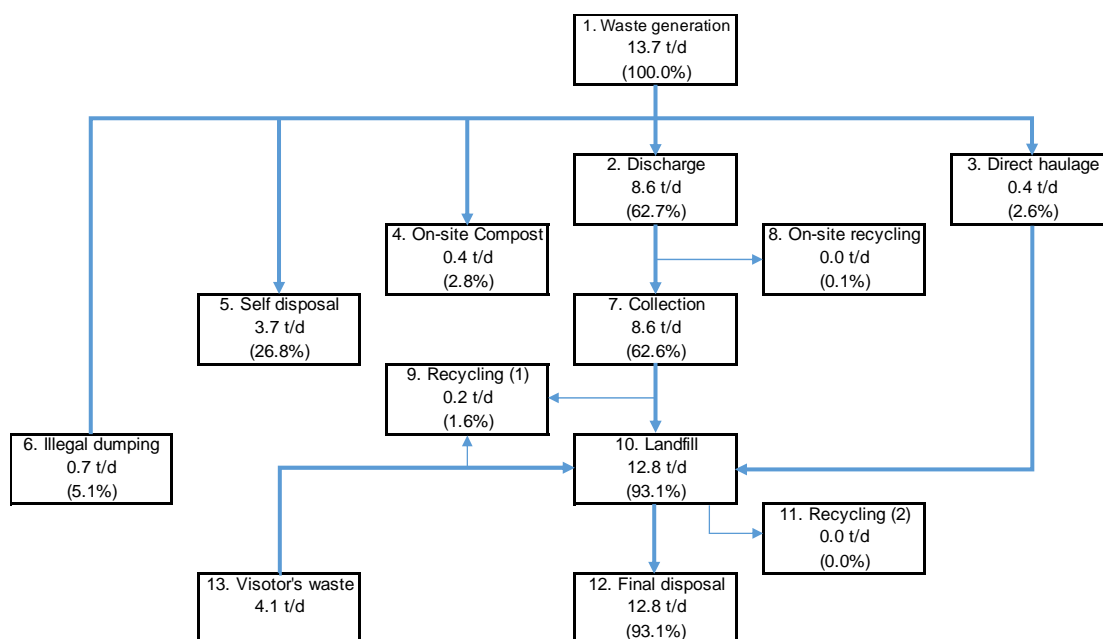 1. Waste generation
13.7 t/d
(100.0%)
2. Discharge
8.6 t/d
(62.7%)
3. Direct haulage
0.4 t/d
(2.6%)
4. On-site Compost
0.4 t/d
(2.8%)
8. On-site recycling
0.0 t/d
(0.1%)
5. Self disposal
3.7 t/d
(26.8%)
7. Collection
8.6 t/d
(62.6%)
9. Recycling (1)
0.2 t/d
(1.6%)
6. Illegal dumping
0.7 t/d
(5.1%)
10. Landfill
12.8 t/d
(93.1%)
11. Recycling (2)
0.0 t/d
(0.0%)
13. Visotor's waste
4.1 t/d
12. Final disposal
12.8 t/d
(93.1%)